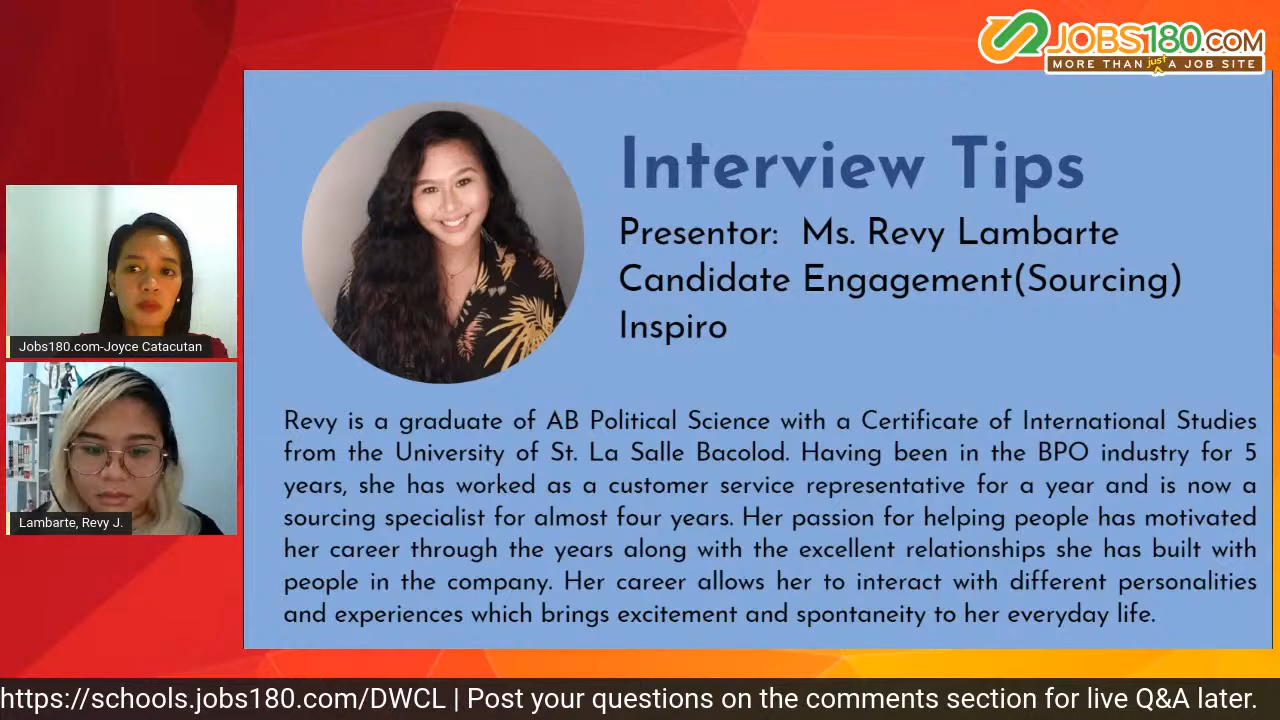 JOBS180.COM
MORE THAN just A JOB SITE
Interview Tips
Presentor: Ms. Revy Lambarte
Candidate Engagement(Sourcing)
Inspiro
Jobs180.com-Joyce Catacutan
Lambarte, Revy J.
Revy is a graduate of AB Political Science with a Certificate of International Studies
from the University of St. La Salle Bacolod. Having been in the BPO industry for 5
years, she has worked as a customer service representative for a year and is now a
sourcing specialist for almost four years. Her passion for helping people has motivated
her career through the years along with the excellent relationships she has built with
people in the company. Her career allows her to interact with different personalities
and experiences which brings excitement and spontaneity to her everyday life.
https://schools.jobs180.com/DWCL | Post your questions on the comments section for live Q&A later.